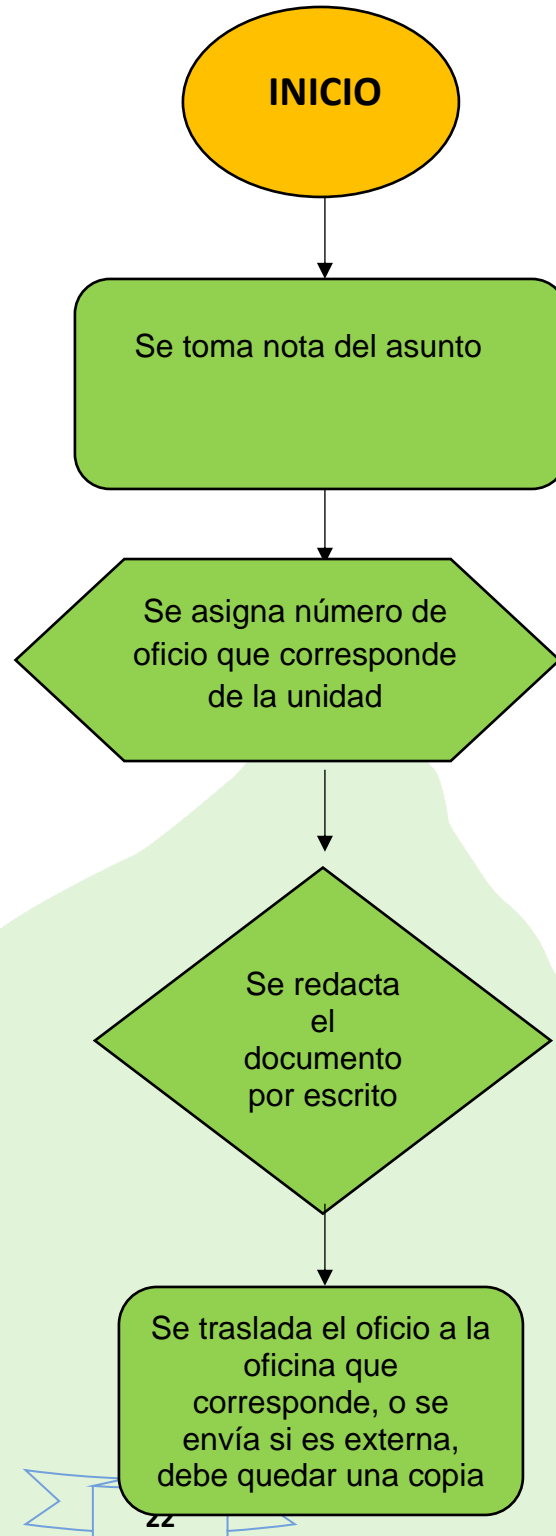 INICIO
Se toma nota del asunto
Se asigna número de
oficio que corresponde
de la unidad
Se redacta
el
documento
por escrito
Se traslada el oficio a la
oficina que
corresponde, o se
envía si es externa,
debe quedar una copia
22